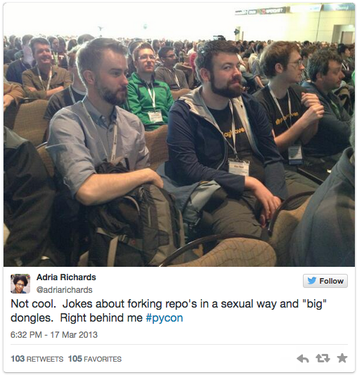 Adria Richards
@adriarichards
Follow
Not cool. Jokes about forking repo's in a sexual way and "big"
dongles. Right behind me #pycon
6:32 PM - 17 Mar 2013
103 RETWEETS 105 FAVORITES